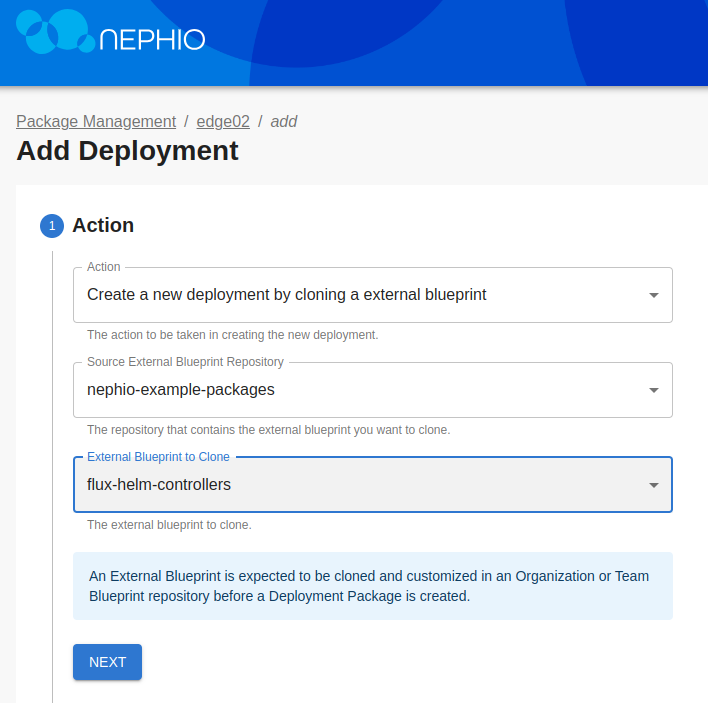 NEPHIO
Package Management / edge02 / add
Add Deployment
1 Action
Action
Create a new deployment by cloning a external blueprint
The action to be taken in creating the new deployment.
Source External Blueprint Repository
nephio-example-packages
The repository that contains the external blueprint you want to clone.
External Blueprint to Clone
flux-helm-controllers
The external blueprint to clone.
An External Blueprint is expected to be cloned and customized in an Organization or Team
Blueprint repository before a Deployment Package is created.
NEXT